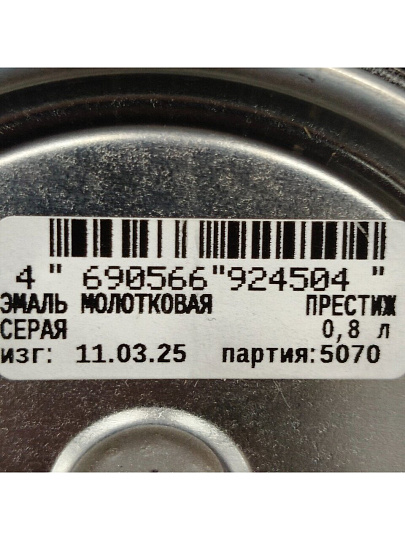 4 "690566"924504 "
ЭМАЛЬ МОЛОТКОВАЯ ПРЕСТИЖ
СЕРАЯ 0,8 л
изг: 11.03.25 партия:5070